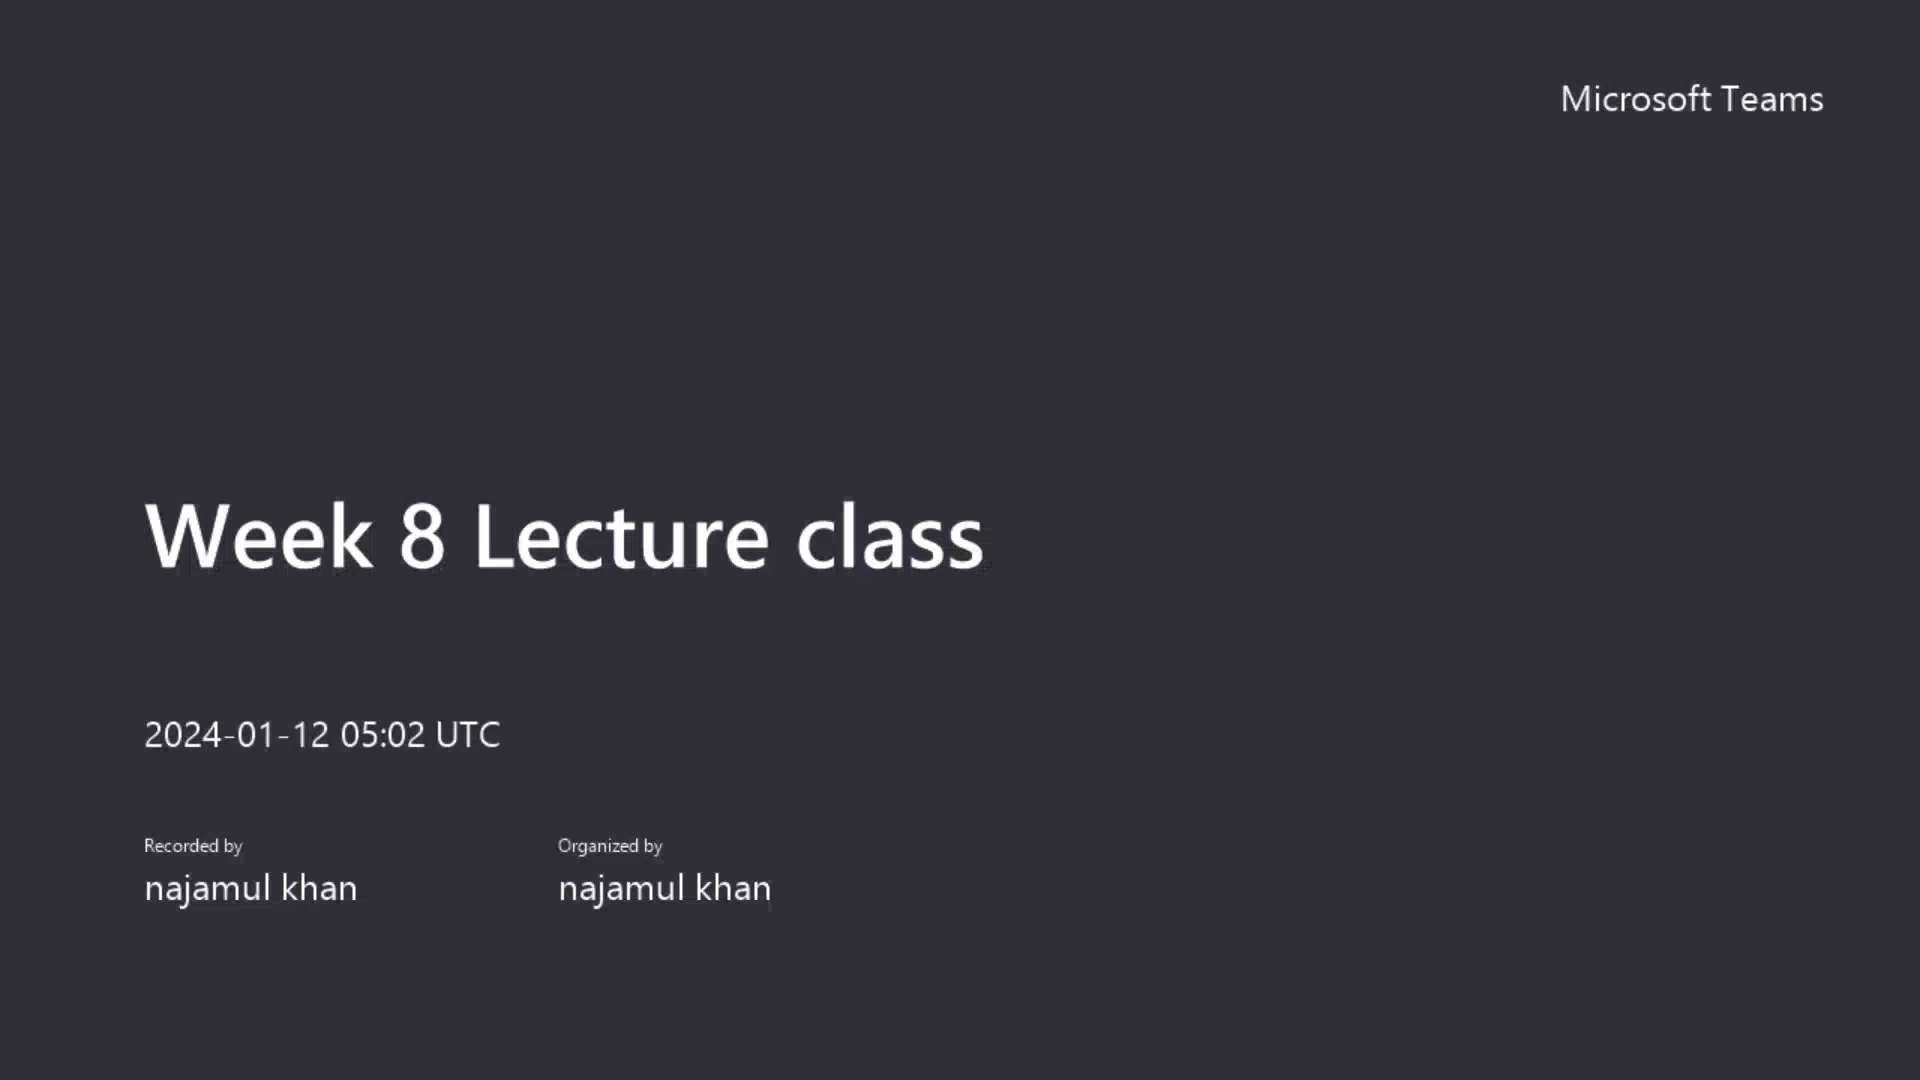 Microsoft Teams
Week 8 Lecture class
2024-01-12 05:02 UTC
Recorded by
najamul khan
Organized by
najamul khan